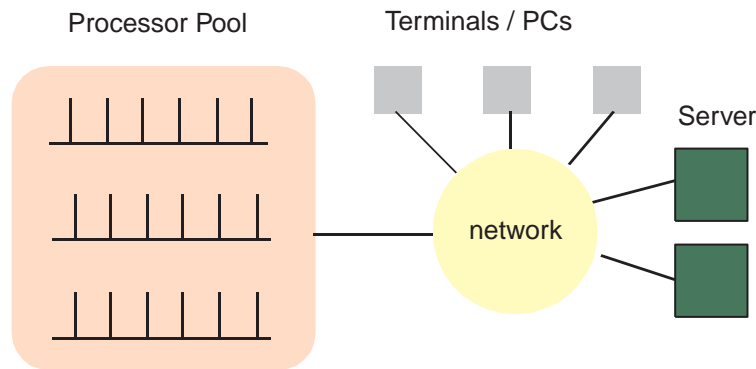 Processor Pool
Terminals / PCs
Server
network